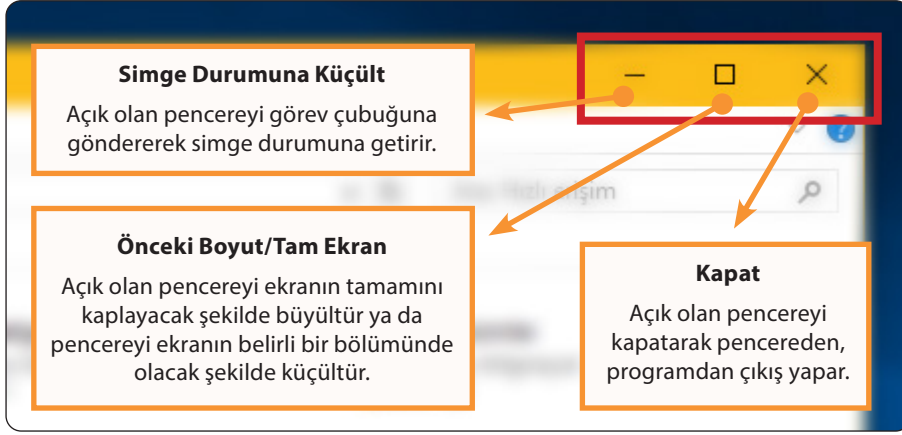 Simge Durumuna Küçült
Açık olan pencereyi görev çubuğuna
göndererek simge durumuna getirir.
Hızlı erişim
Önceki Boyut/Tam Ekran
Açık olan pencereyi ekranın tamamını
kaplayacak şekilde büyültür ya da
pencereyi ekranın belirli bir bölümünde
olacak şekilde küçültür.
Kapat
Açık olan pencereyi
kapatarak pencereden,
programdan çıkış yapar.